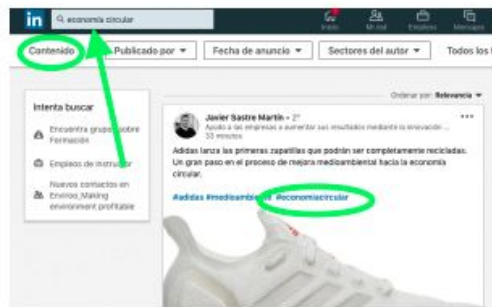 in economía circular
Inicio Mi red Empleos Mensajes
Contenido Publicado por Fecha de anuncio Sectores del autor Todos los
Ordenar por: Relevancia
Intenta buscar
Encuentra grupos sobre
Formación
Empleos de instructor
Nuevos contactos en
Enviroo_Making
environment profitable
Javier Sastre Martín • 2º
Ayudo a las empresas a aumentar sus resultados mediante la innovación ...
Adidas lanza las primeras zapatillas que podrán ser completamente recicladas.
Un gran paso en el proceso de mejora medioambiental hacia la economía
circular.
#adidas #medioambiente #economiacircular